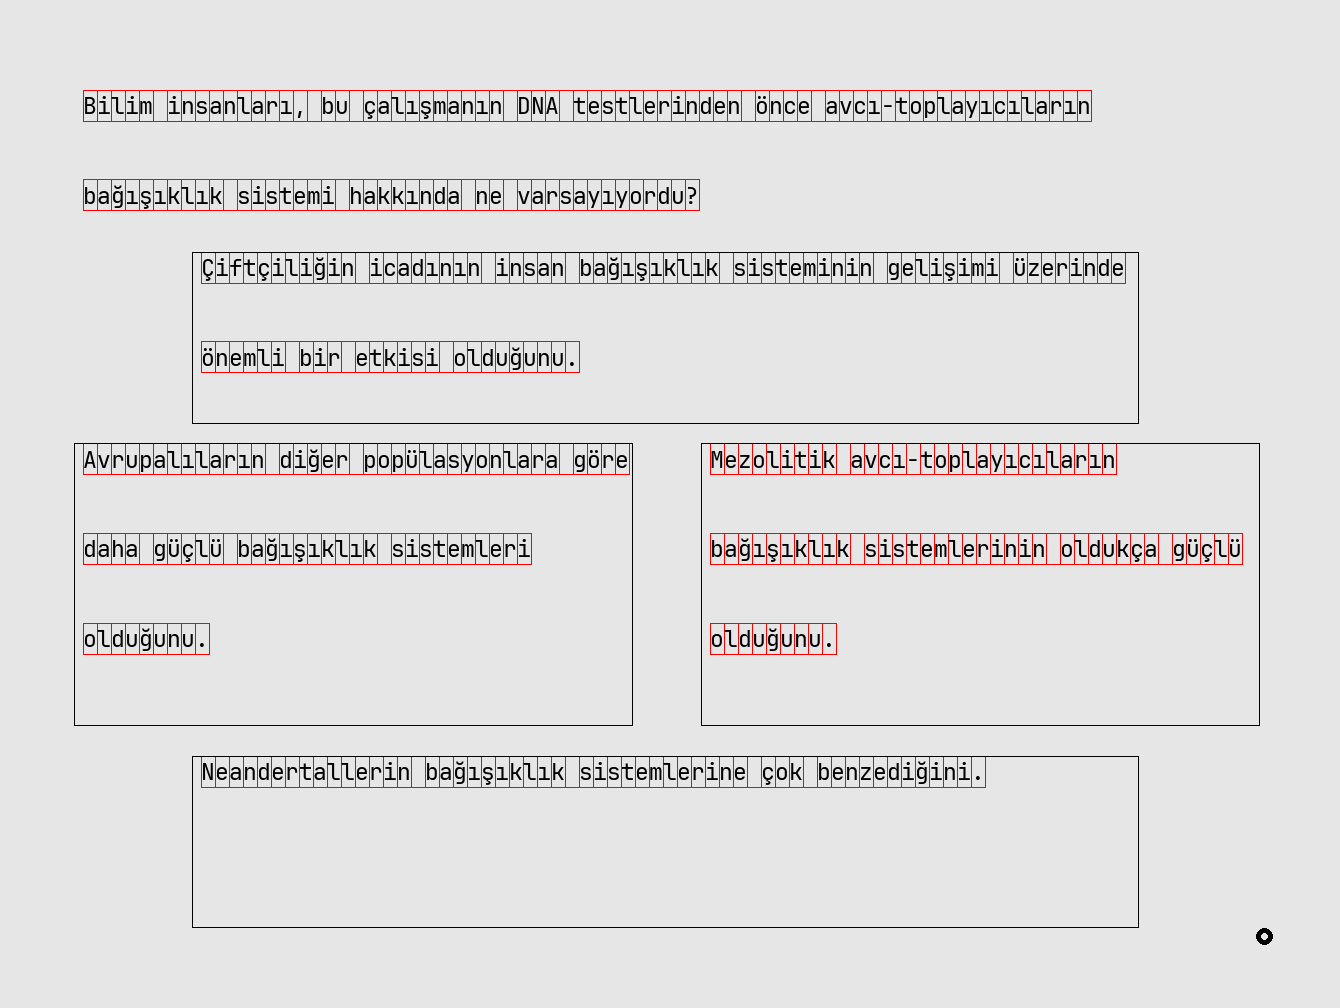 Bilim insanları, bu çalışmanın DNA testlerinden önce avcı-toplayıcıların
bağışıklık sistemi hakkında ne varsayıyordu?
Çiftçiliğin icadının insan bağışıklık sisteminin gelişimi üzerinde
önemli bir etkisi olduğunu.
Avrupalıların diğer popÜlasyonlara göre
daha gÜçlÜ bağışıklık sistemleri
olduğunu.
Mezolitik avcı-toplayıcıların
bağışıklık sistemlerinin oldukça gÜçlÜ
olduğunu.
Neandertallerin bağışıklık sistemlerine çok benzediğini.